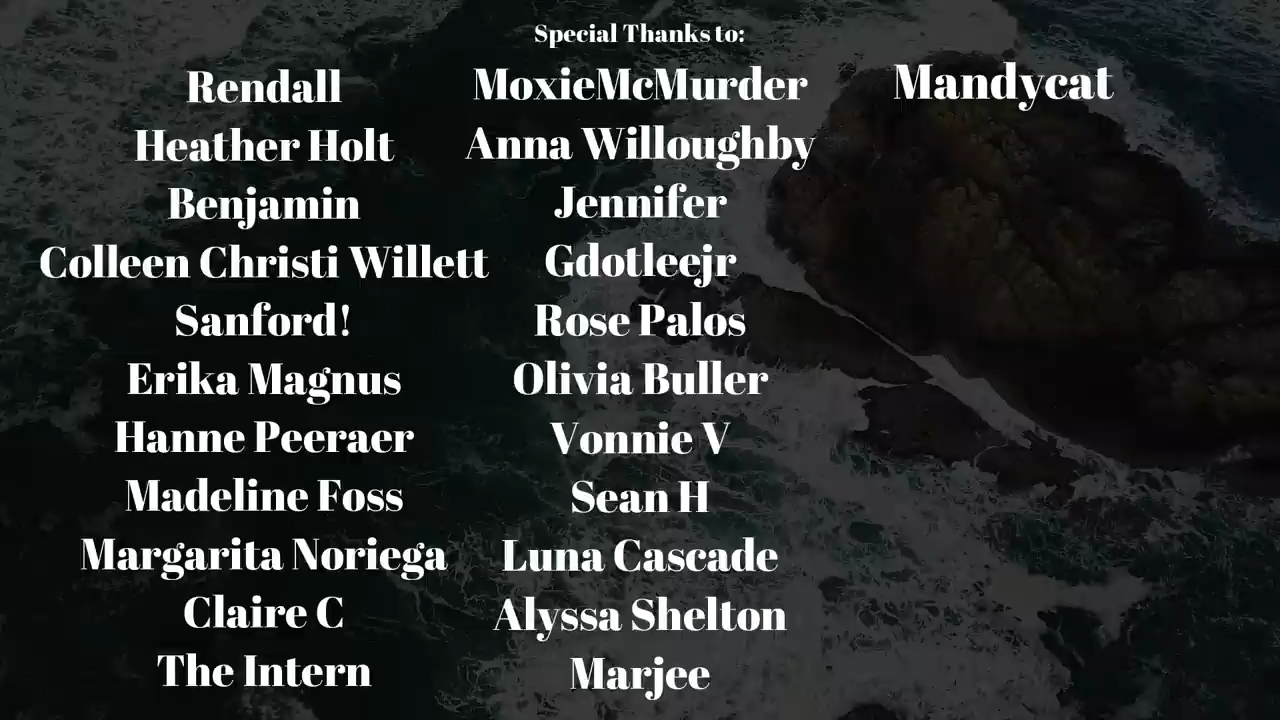 Special Thanks to:
Rendall
Heather Holt
Benjamin
Colleen Christi Willett
Sanford!
Erika Magnus
Hanne Peeraer
Madeline Foss
Margarita Noriega
Claire C
The Intern
MoxieMcMurder
Anna Willoughby
Jennifer
Gdotleejr
Rose Palos
Olivia Buller
Vonnie V
Sean H
Luna Cascade
Alyssa Shelton
Marjee
Mandycat